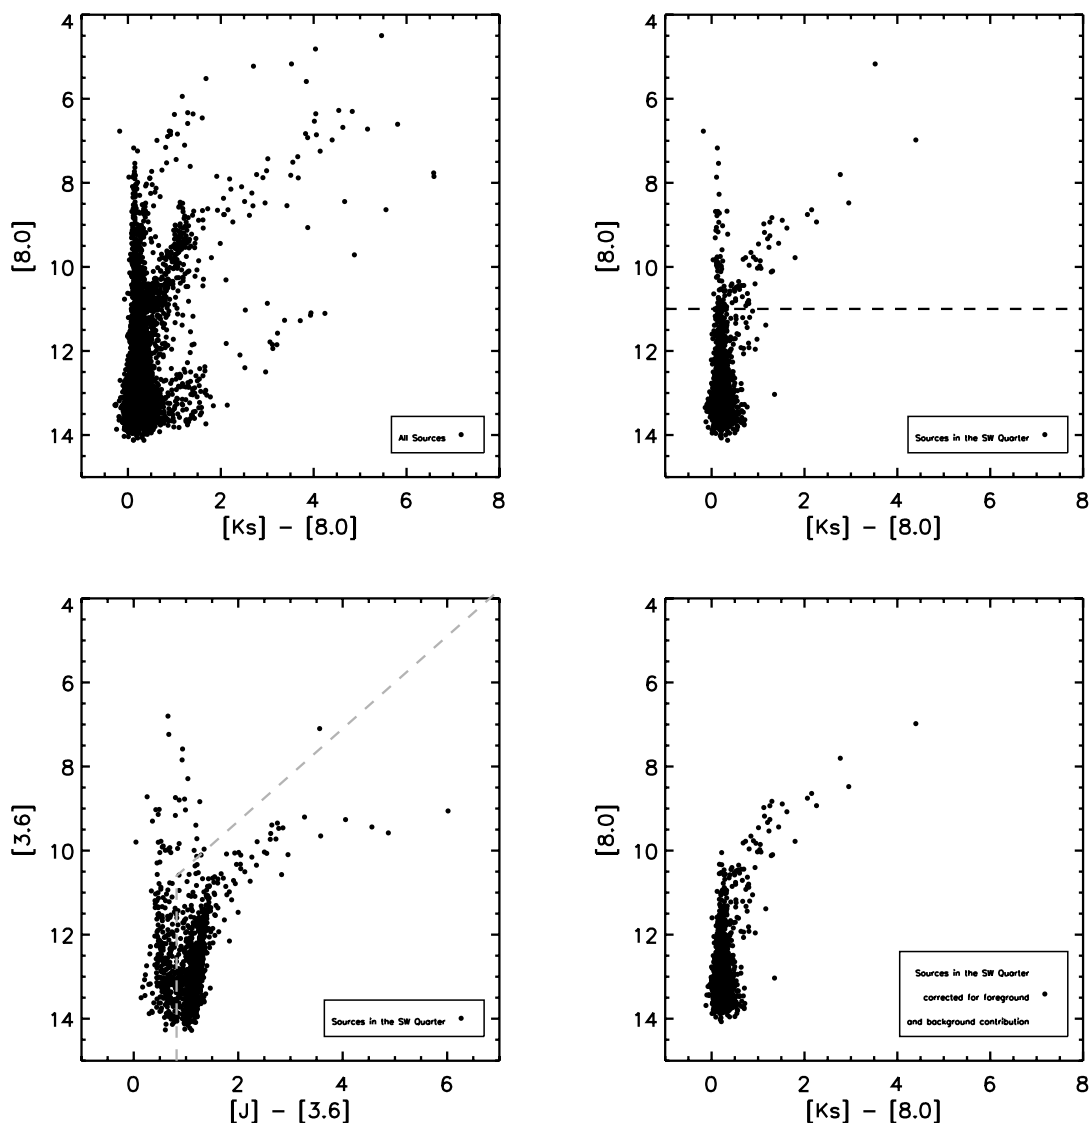 4
6
8
10
12
14
[8.0]
All Sources
0 2 4 6 8
[Ks] - [8.0]
4
6
8
10
12
14
[8.0]
Sources in the SW Quarter
0 2 4 6 8
[Ks] - [8.0]
4
6
8
10
12
14
[3.6]
Sources in the SW Quarter
0 2 4 6
[J] - [3.6]
4
6
8
10
12
14
[8.0]
Sources in the SW Quarter
corrected for foreground
and background contribution
0 2 4 6 8
[Ks] - [8.0]